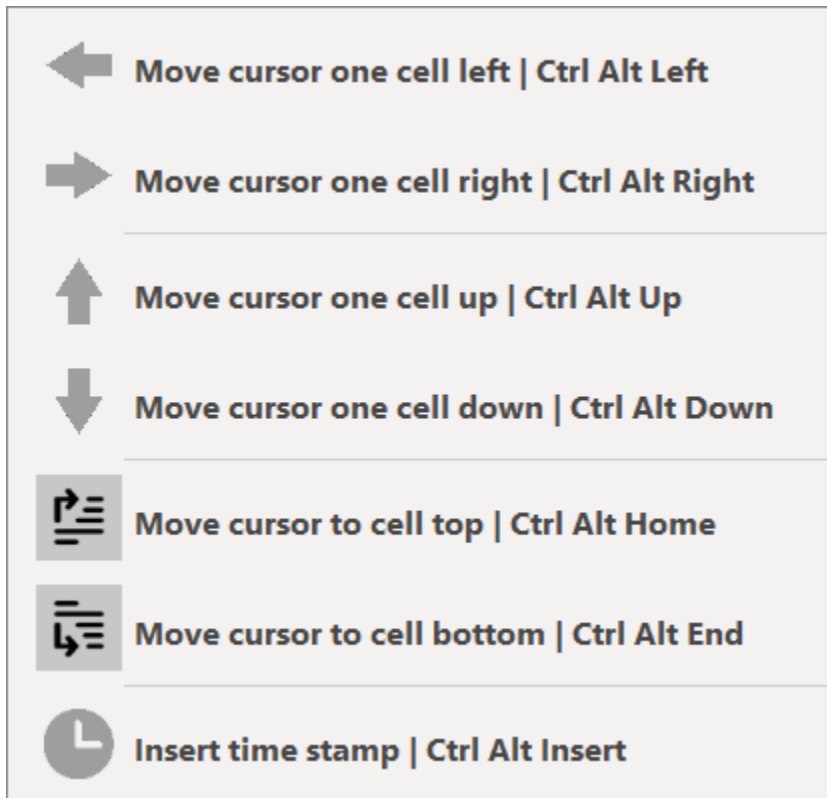 Move cursor one cell left | Ctrl Alt Left
Move cursor one cell right | Ctrl Alt Right
Move cursor one cell up | Ctrl Alt Up
Move cursor one cell down | Ctrl Alt Down
Move cursor to cell top | Ctrl Alt Home
Move cursor to cell bottom | Ctrl Alt End
Insert time stamp | Ctrl Alt Insert